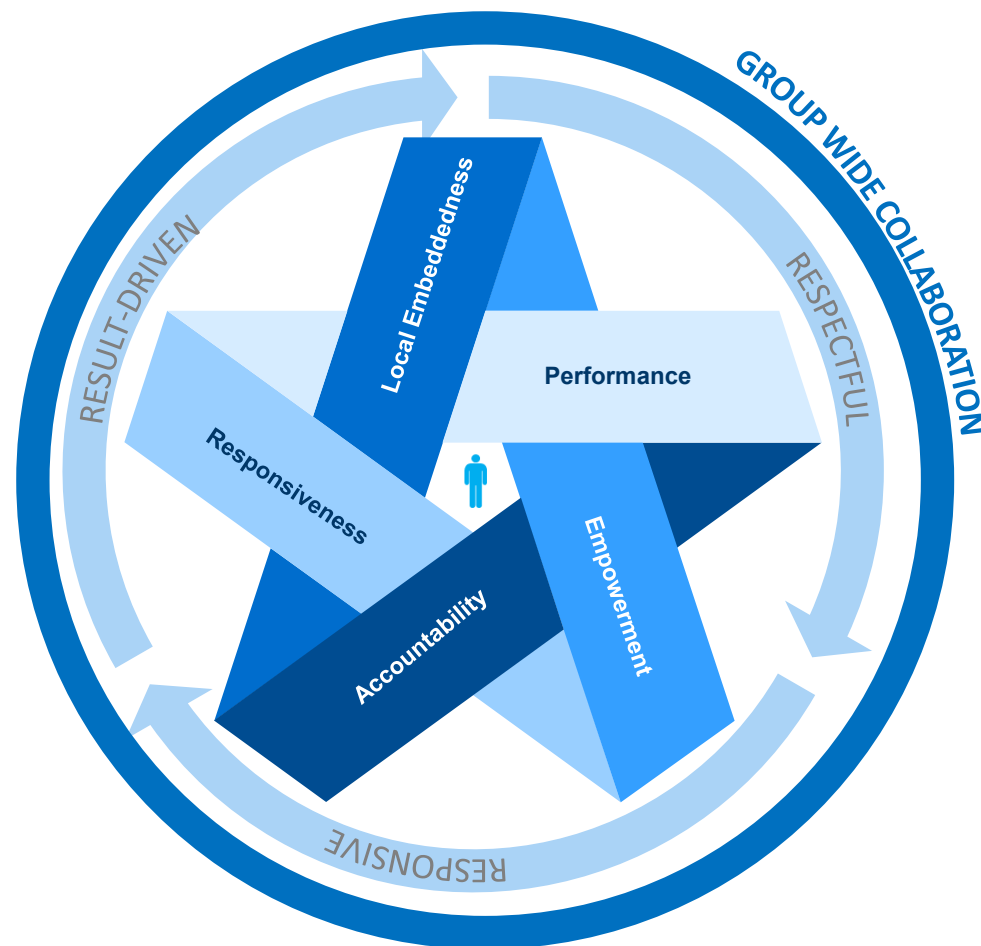 GROUP WIDE COLLABORATION
RESULT-DRIVEN
RESPECTFUL
Local Embeddedness
Performance
Responsiveness
Empowerment
Accountability
RESPONSIVE